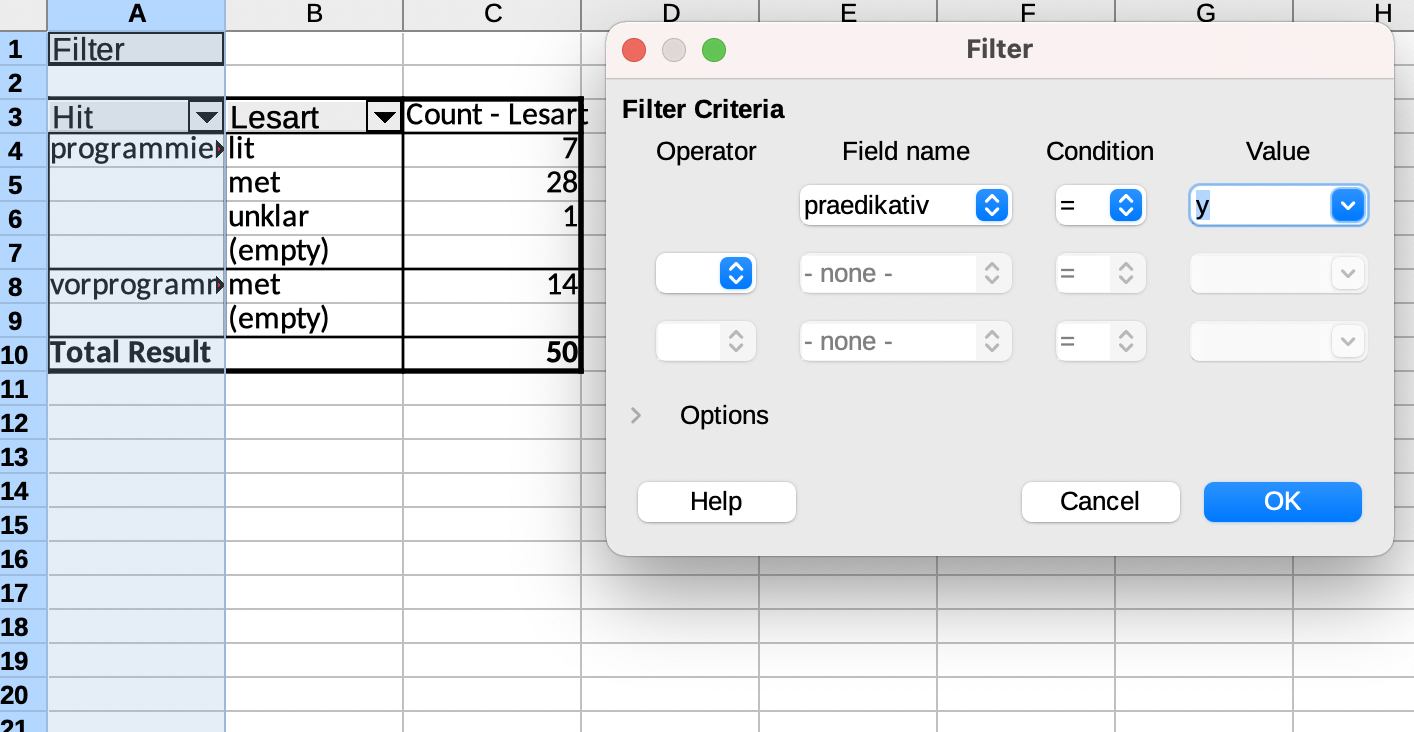 A B C D E F G H
1 Filter
2
3 Hit Lesart Count - Lesart
4 programmie lit 7
5 met 28
6 unklar 1
7 (empty)
8 vorprogramm met 14
9 (empty)
10 Total Result 50
11
12
13
14
15
16
17
18
19
20
21
Filter
Filter Criteria
Operator Field name Condition Value
praedikativ = y
- none - =
- none - =
Options
Help Cancel OK